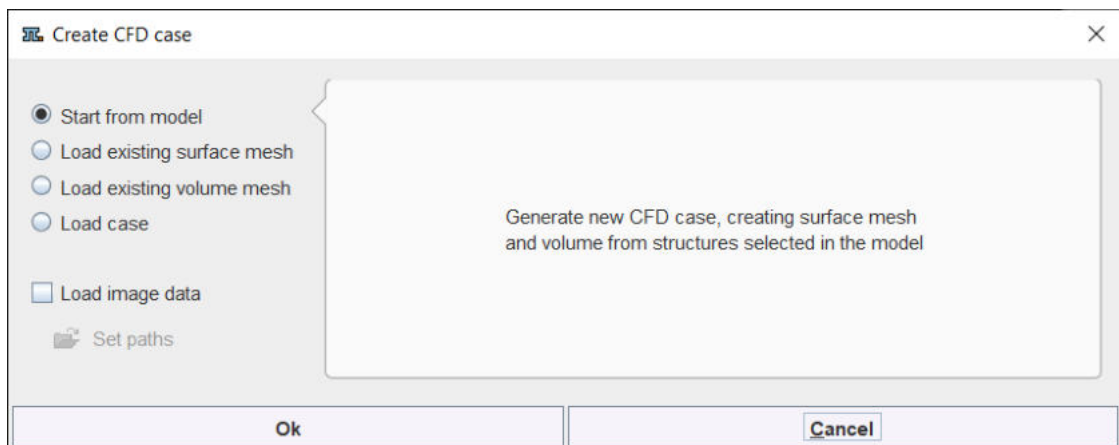 Create CFD case
Start from model
Load existing surface mesh
Load existing volume mesh
Load case
Load image data
Set paths
Generate new CFD case, creating surface mesh
and volume from structures selected in the model
Ok
Cancel